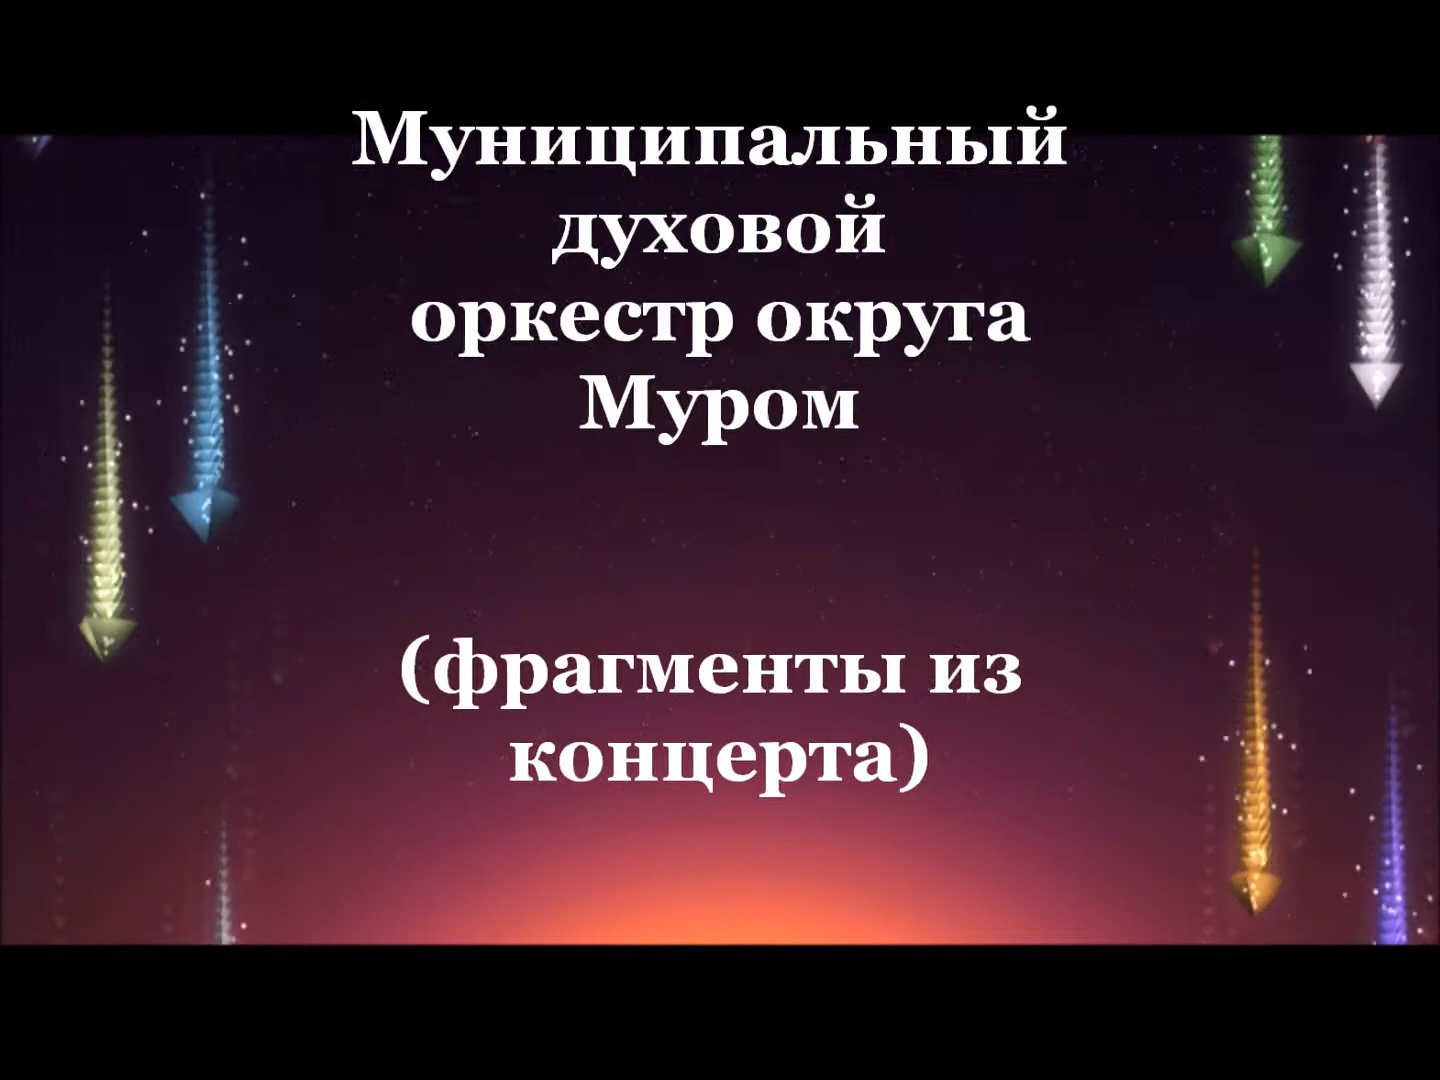 Муниципальный
духовой
оркестр округа
Муром
(фрагменты из
концерта)